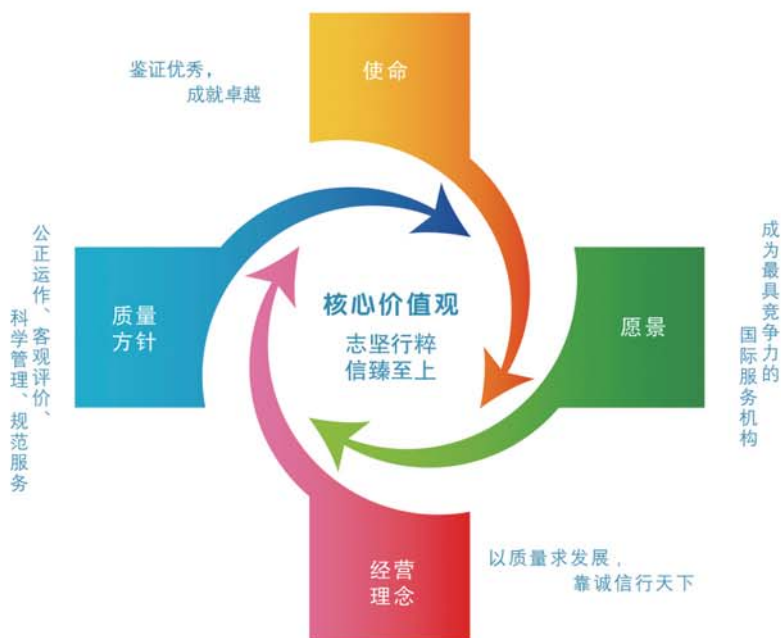 使命
鉴证优秀，
成就卓越
愿景
成为最具竞争力的
国际服务机构
核心价值观
志坚行粹
信臻至上
质量
方针
公正运作、客观评价、
科学管理、规范服务
经营
理念
以质量求发展，
靠诚信行天下